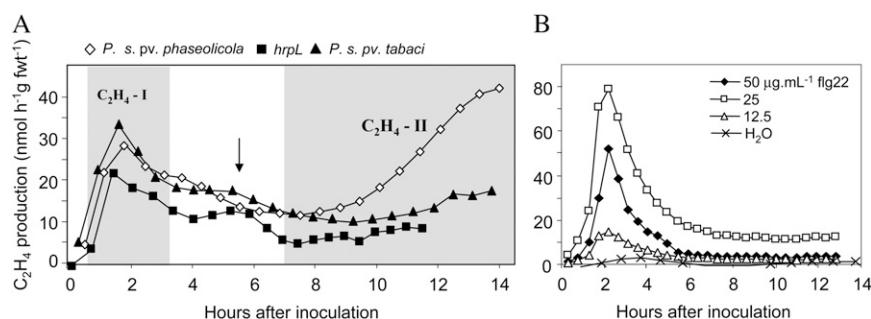 A
◇ P. s. pv. phaseolicola ■ hrpL ▲ P. s. pv. tabaci
C₂H₄ production (nmol h⁻¹g fwt⁻¹)
40
30
20
10
0
C₂H₄ - I
C₂H₄ - II
0 2 4 6 8 10 12 14
Hours after inoculation
B
80
60
40
20
0
50 µg.mL⁻¹ flg22
25
12.5
H₂O
0 2 4 6 8 10 12 14
Hours after inoculation